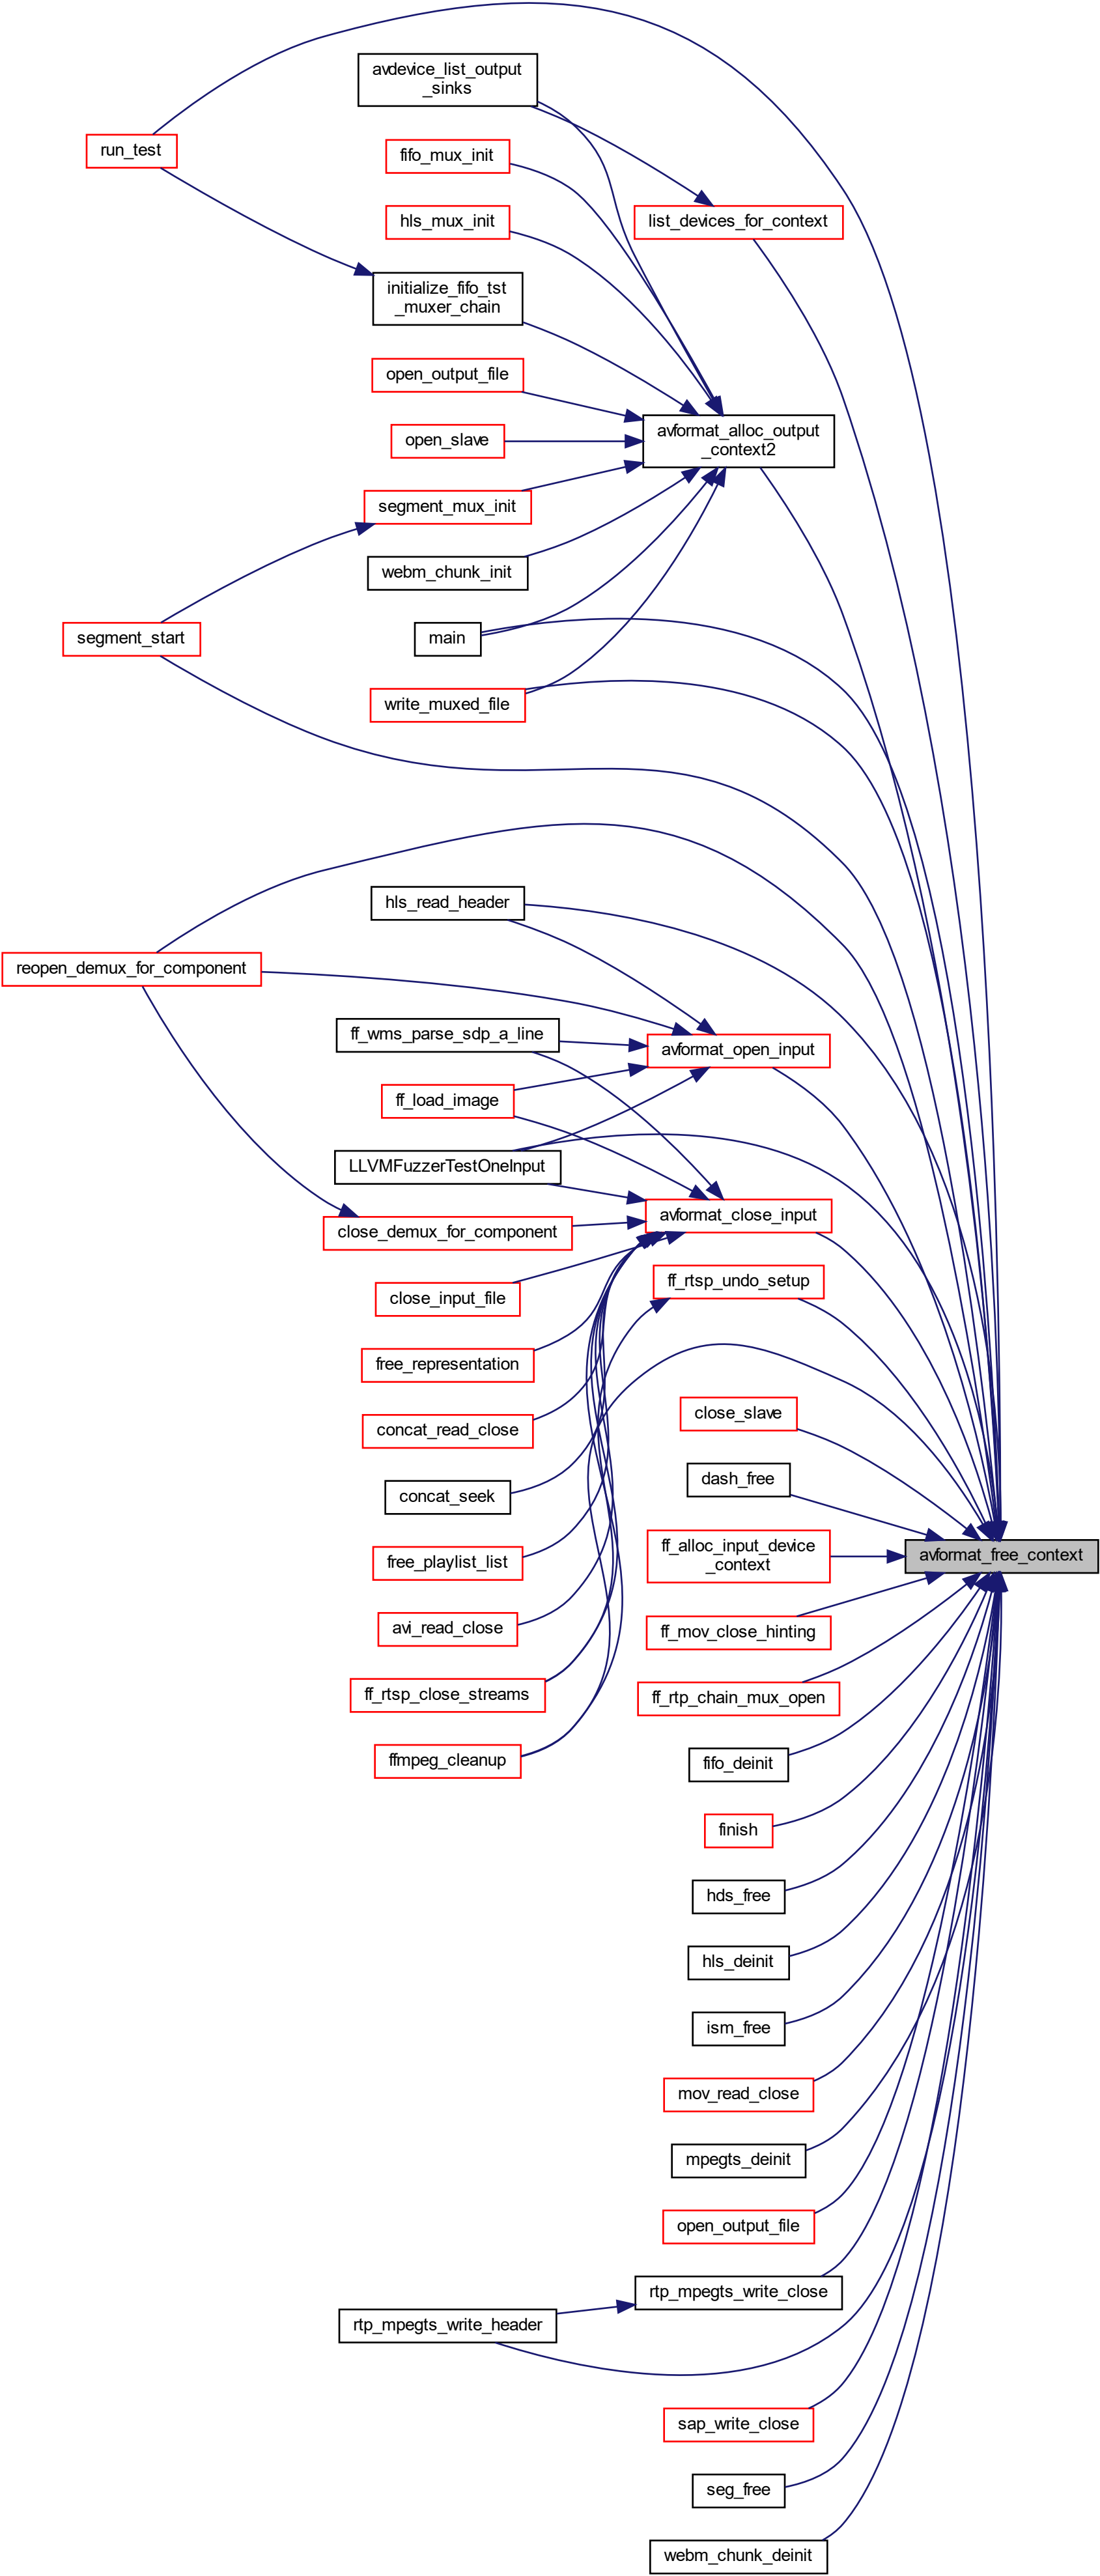 avdevice_list_output
_sinks
run_test
fifo_mux_init
hls_mux_init
list_devices_for_context
initialize_fifo_tst
_muxer_chain
open_output_file
open_slave
avformat_alloc_output
_context2
segment_mux_init
webm_chunk_init
segment_start
main
write_muxed_file
hls_read_header
reopen_demux_for_component
ff_wms_parse_sdp_a_line
avformat_open_input
ff_load_image
LLVMFuzzerTestOneInput
avformat_close_input
close_demux_for_component
ff_rtsp_undo_setup
close_input_file
free_representation
concat_read_close
close_slave
concat_seek
dash_free
free_playlist_list
ff_alloc_input_device
_context
avformat_free_context
avi_read_close
ff_mov_close_hinting
ff_rtsp_close_streams
ff_rtp_chain_mux_open
ffmpeg_cleanup
fifo_deinit
finish
hds_free
hls_deinit
ism_free
mov_read_close
mpegts_deinit
open_output_file
rtp_mpegts_write_close
rtp_mpegts_write_header
sap_write_close
seg_free
webm_chunk_deinit